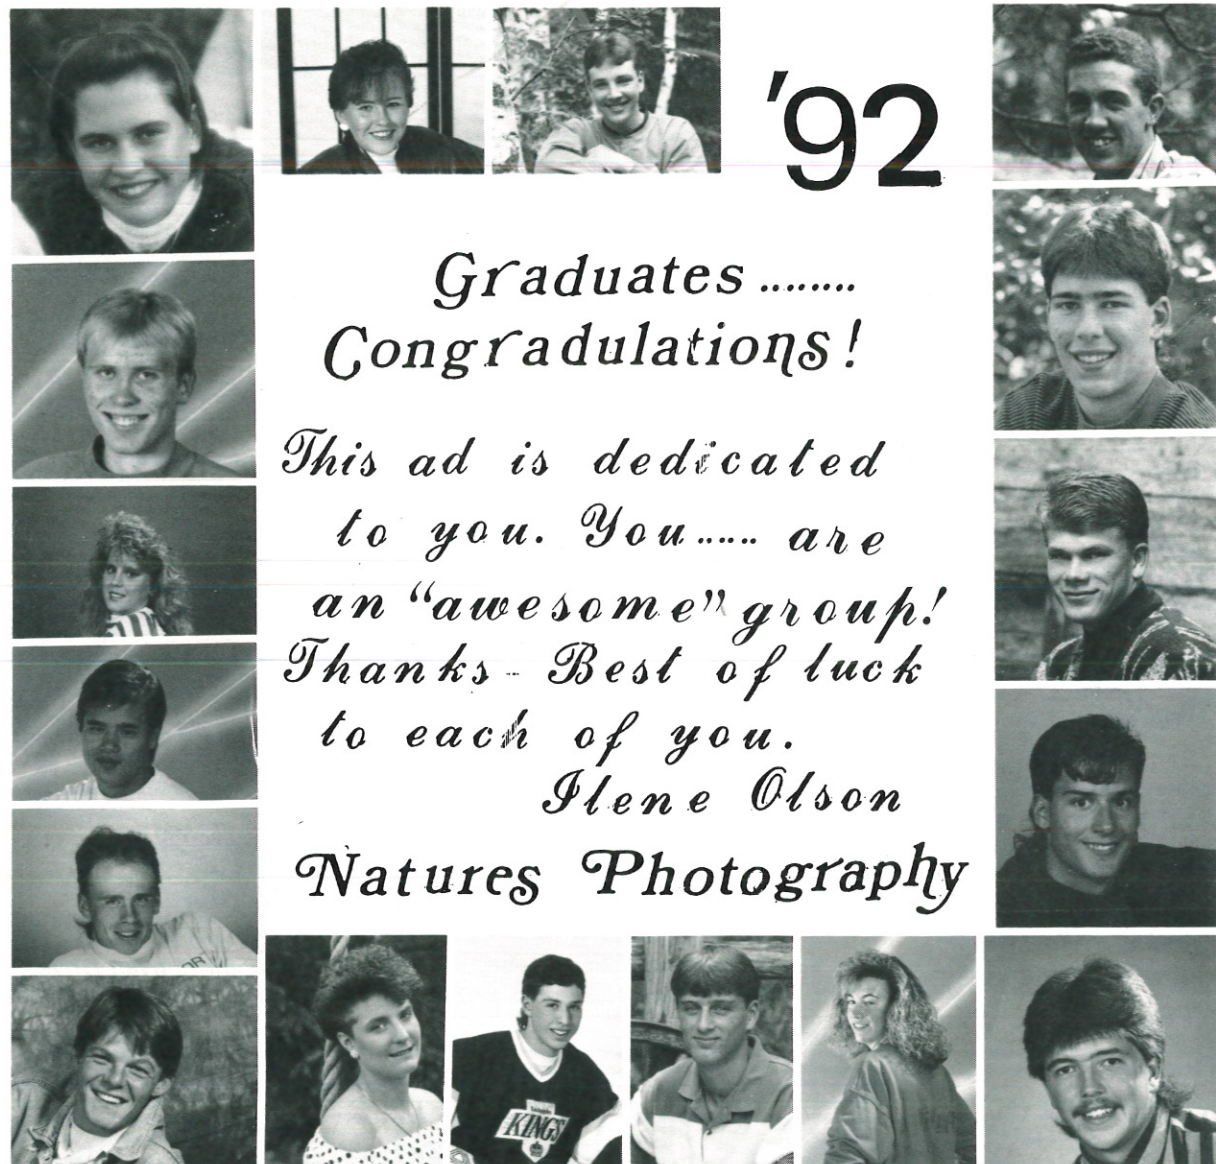 '92
Graduates........
Congradulations!
This ad is dedicated
to you. You..... are
an "awesome" group!
Thanks - Best of luck
to each of you.
Ilene Olson
Natures Photography
KINGS